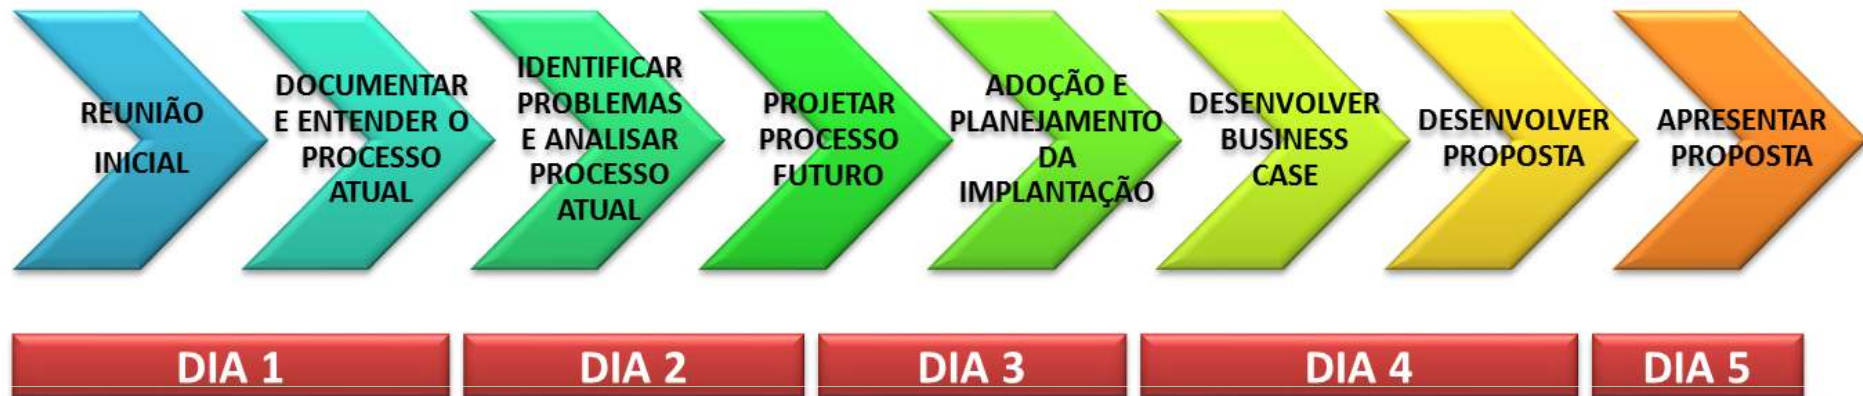 REUNIÃO
INICIAL
DOCUMENTAR
E ENTENDER O
PROCESSO
ATUAL
IDENTIFICAR
PROBLEMAS
E ANALISAR
PROCESSO
ATUAL
PROJETAR
PROCESSO
FUTURO
ADOÇÃO E
PLANEJAMENTO
DA
IMPLANTAÇÃO
DESENVOLVER
BUSINESS
CASE
DESENVOLVER
PROPOSTA
APRESENTAR
PROPOSTA
DIA 1
DIA 2
DIA 3
DIA 4
DIA 5